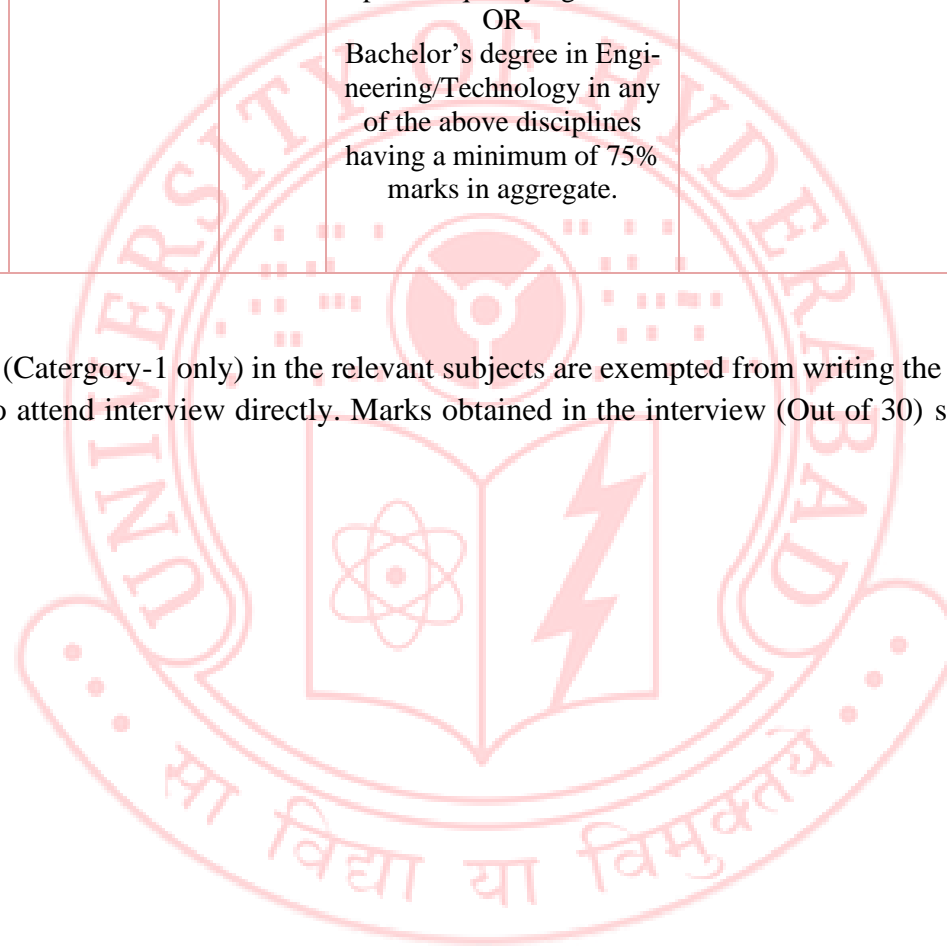 OR
Bachelor’s degree in Engi-
neering/Technology in any
of the above disciplines
having a minimum of 75%
marks in aggregate.
(Catergory-1 only) in the relevant subjects are exempted from writing the
attend interview directly. Marks obtained in the interview (Out of 30)
UNIVERSITY OF HYDERABAD
सा विद्या या विमुक्तये